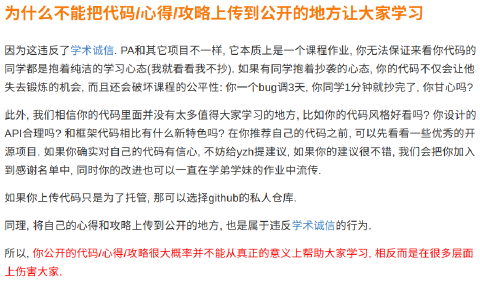 为什么不能把代码/心得/攻略上传到公开的地方让大家学习
因为这违反了学术诚信. PA和其它项目不一样, 它本质上是一个课程作业, 你无法保证来看你代码的
同学都是抱着纯洁的学习心态(我就看看我不抄). 如果有同学抱着抄袭的心态, 你的代码不仅会让他
失去锻炼的机会, 而且还会破坏课程的公平性: 你一个bug调3天, 你同学1分钟就抄完了, 你甘心吗?
此外, 我们相信你的代码里面并没有太多值得大家学习的地方, 比如你的代码风格好看吗? 你设计的
API合理吗? 和框架代码相比有什么新特色吗? 在你推荐自己的代码之前, 可以先看看一些优秀的开
源项目. 如果你确实对自己的代码有信心, 不妨给yzh提建议, 如果你的建议很不错, 我们会把你加入
到感谢名单中, 同时你的改进也可以一直在学弟学妹的作业中流传.
如果你上传代码只是为了托管, 那可以选择github的私人仓库.
同理, 将自己的心得和攻略上传到公开的地方, 也是属于违反学术诚信的行为.
所以, 你公开的代码/心得/攻略很大概率并不能从真正的意义上帮助大家学习. 相反而是在很多层面
上伤害大家.